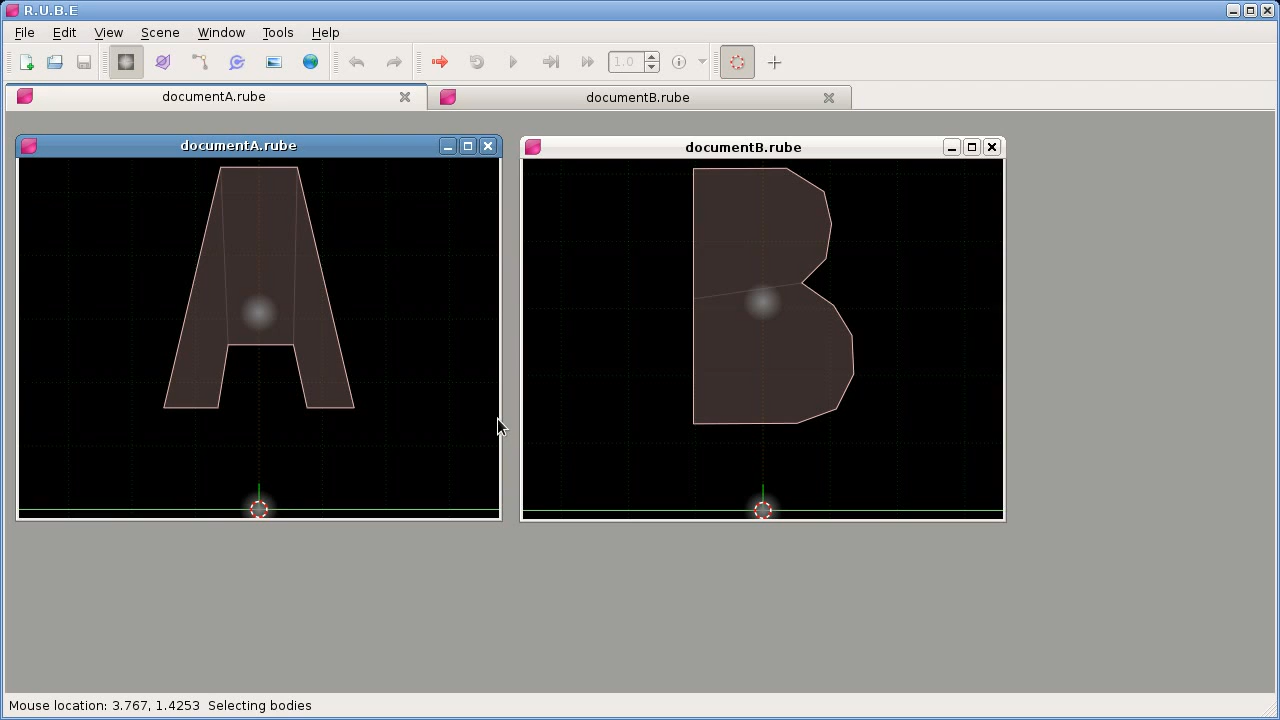 R.U.B.E
File Edit View Scene Window Tools Help
1.0
documentA.rube documentB.rube
documentA.rube
documentB.rube
Mouse location: 3.767, 1.4253 Selecting bodies